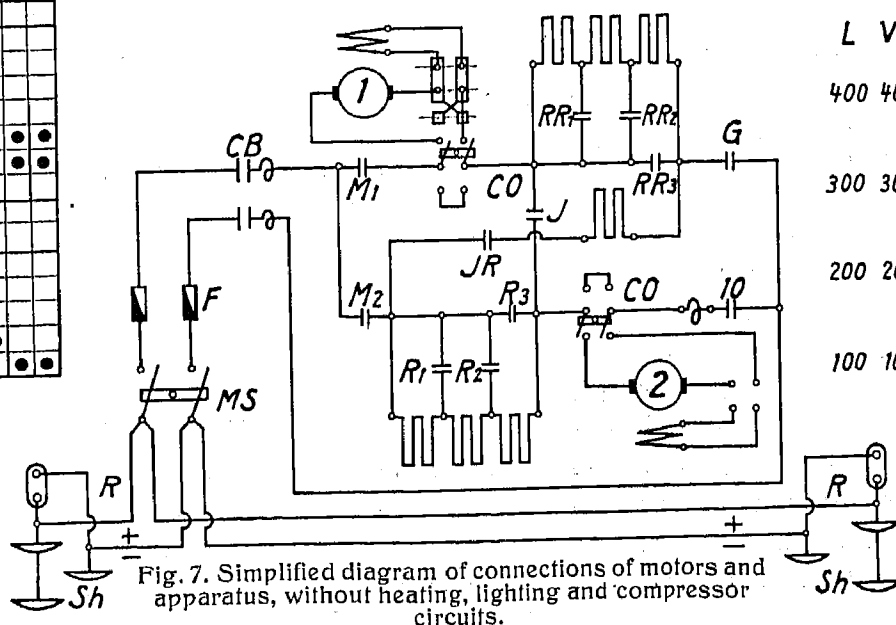 L V
400 40
300 30
200 20
100 10
1
CB
M1
CO
RR1
RR2
RR3
G
J
JR
M2
R3
CO
10
F
R1
R2
2
MS
R
R
+
−
+
−
Sh
Sh
Fig. 7. Simplified diagram of connections of motors and
apparatus, without heating, lighting and compressor
circuits.